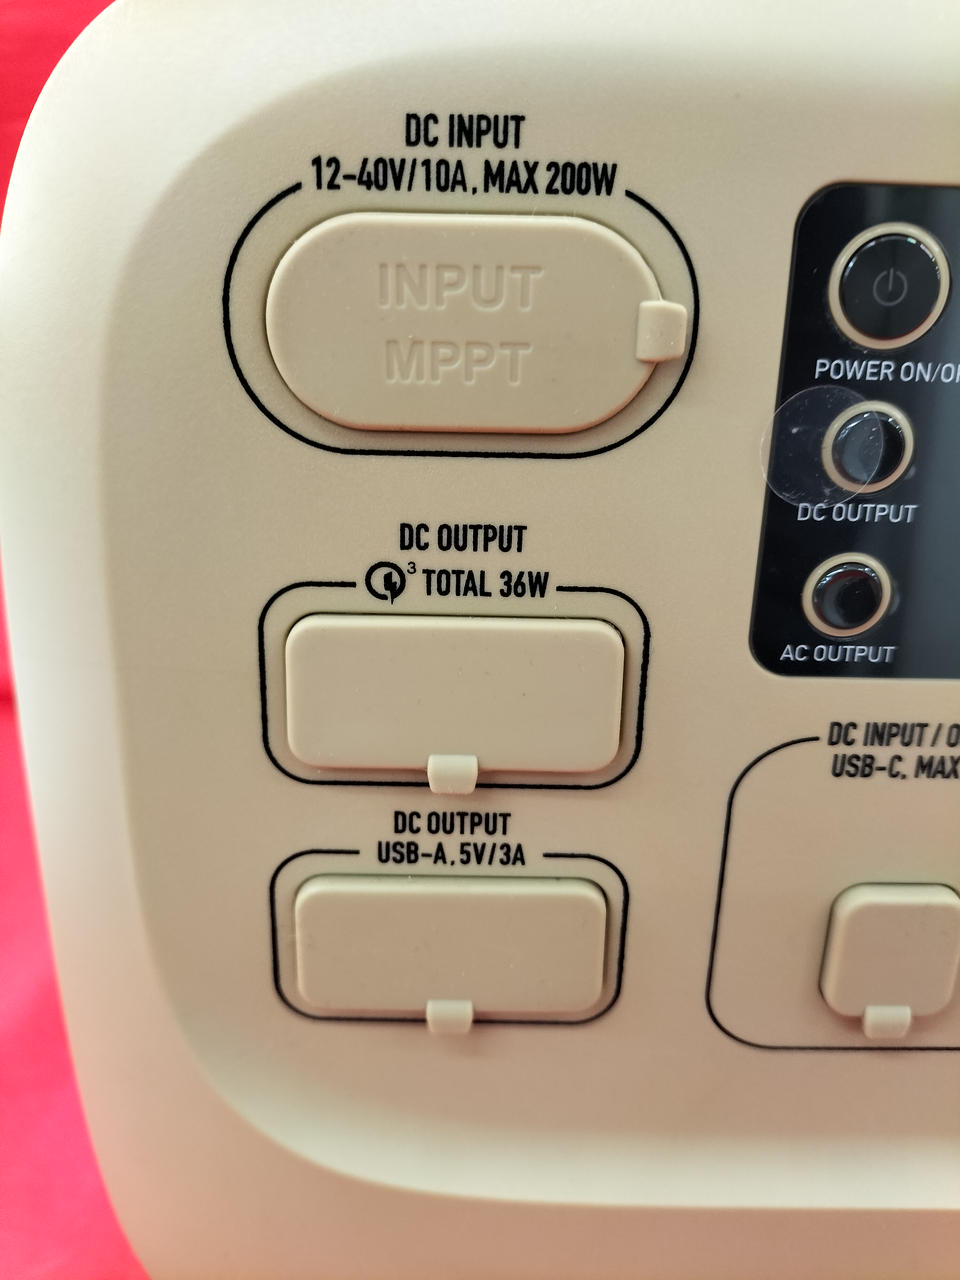 DC INPUT
12-40V/10A, MAX 200W
INPUT
MPPT
POWER ON/O
DC OUTPUT
AC OUTPUT
DC OUTPUT
3 TOTAL 36W
DC OUTPUT
USB-A, 5V/3A
DC INPUT / O
USB-C, MAX